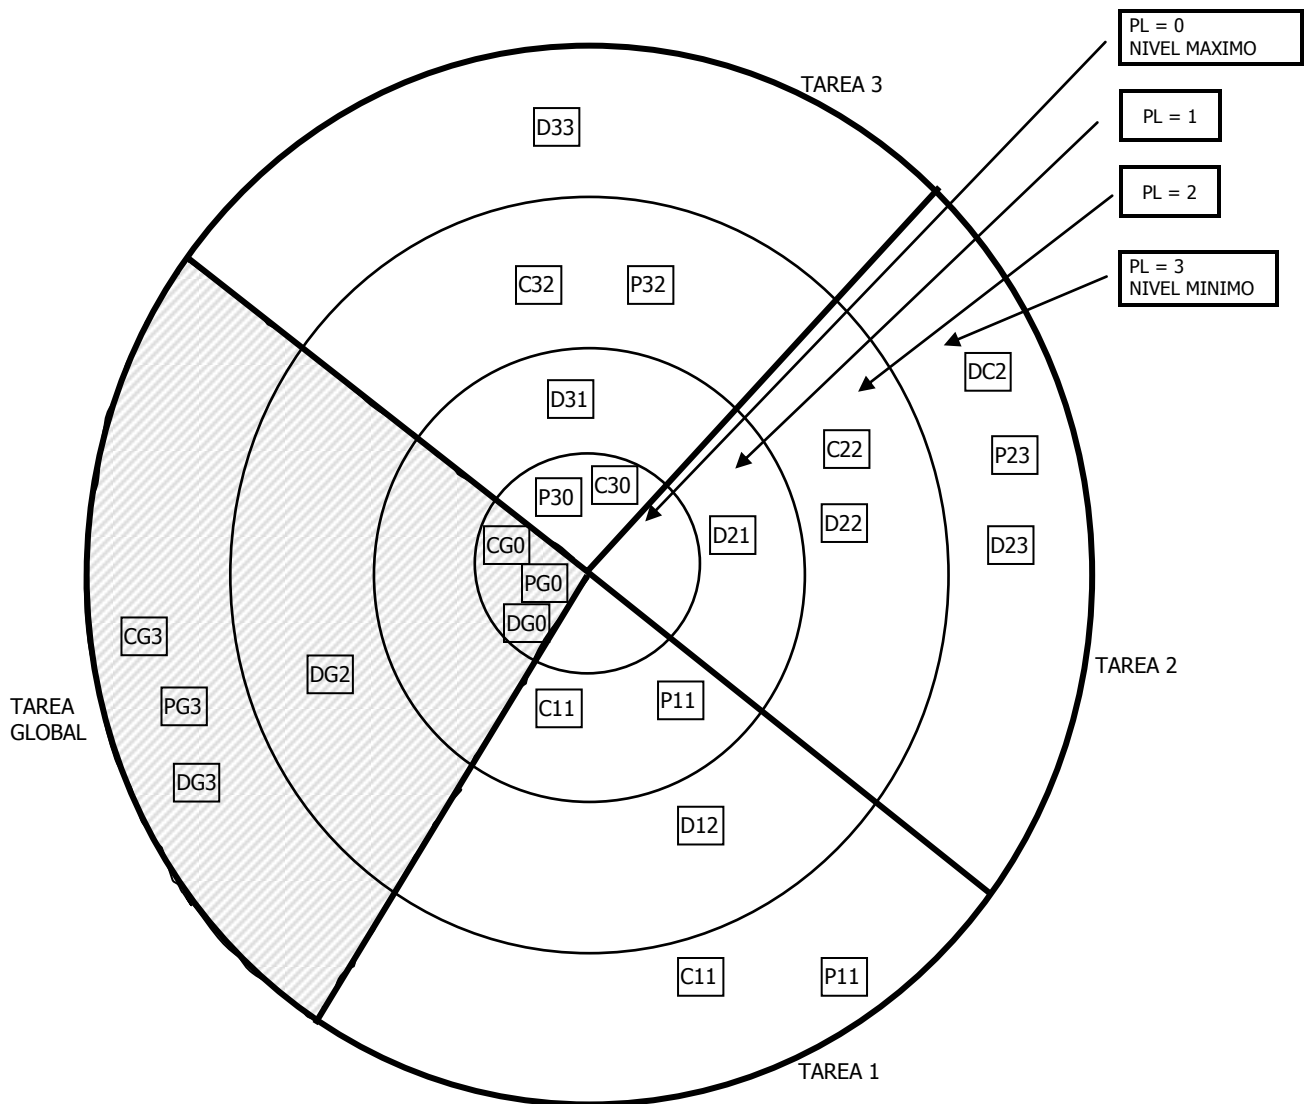 PL = 0
NIVEL MAXIMO
TAREA 3
PL = 1
D33
PL = 2
PL = 3
NIVEL MINIMO
C32
P32
DC2
D31
C22
P23
P30
C30
D22
D21
D23
CG0
PG0
DG0
CG3
TAREA 2
DG2
TAREA
GLOBAL
PG3
C11
P11
DG3
D12
C11
P11
TAREA 1